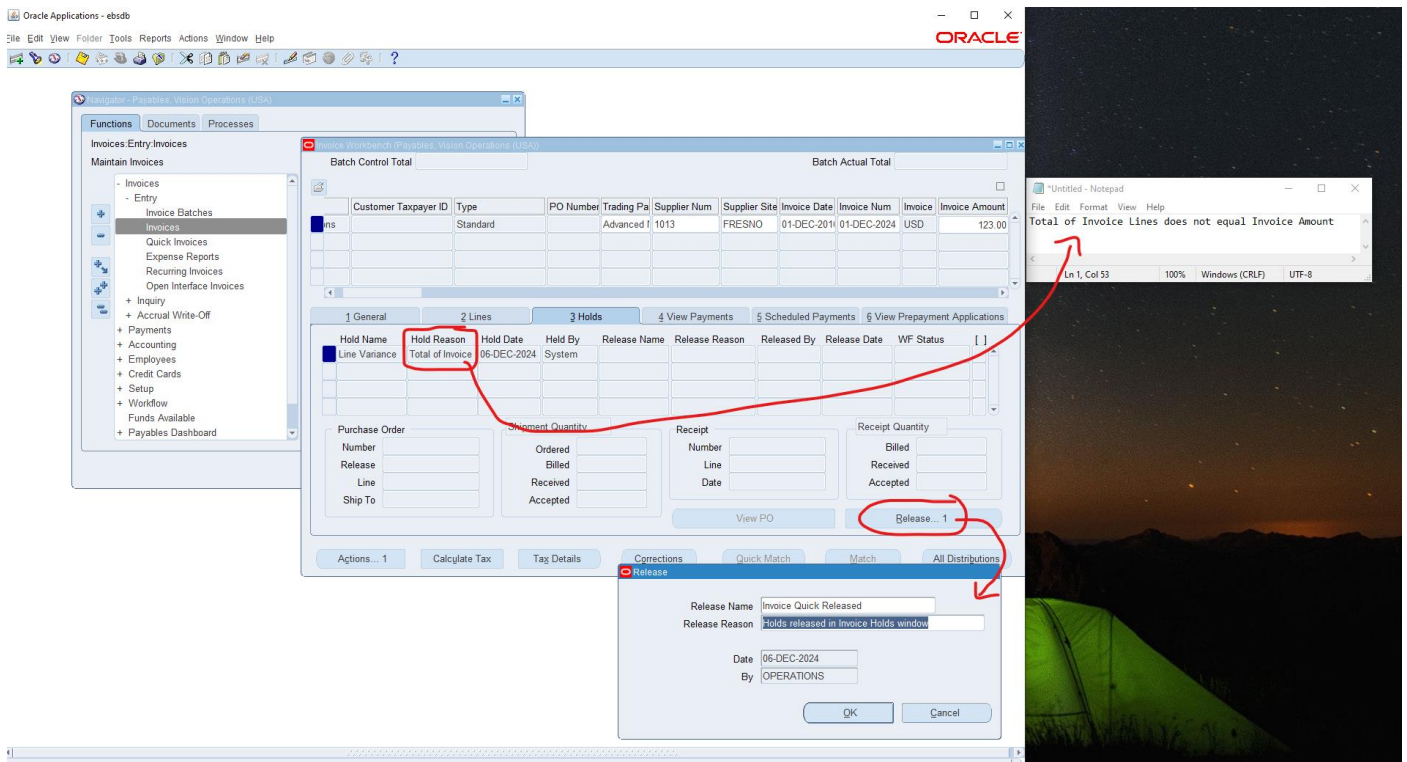 Oracle Applications - ebsdb
File Edit View Folder Tools Reports Actions Window Help
ORACLE
Navigator - Payables, Vision Operations (USA)
Functions Documents Processes
Invoices:Entry:Invoices
Maintain Invoices
- Invoices
- Entry
Invoice Batches
Invoices
Quick Invoices
Expense Reports
Recurring Invoices
Open Interface Invoices
+ Inquiry
+ Accrual Write-Off
+ Payments
+ Accounting
+ Employees
+ Credit Cards
+ Setup
+ Workflow
Funds Available
+ Payables Dashboard
Invoice Workbench (Payables, Vision Operations (USA))
Batch Control Total
Batch Actual Total
Customer Taxpayer ID Type PO Number Trading Pa Supplier Num Supplier Site Invoice Date Invoice Num Invoice Invoice Amount
ons Standard Advanced 1013 FRESNO 01-DEC-201 01-DEC-2024 USD 123.00
1 General 2 Lines 3 Holds 4 View Payments 5 Scheduled Payments 6 View Prepayment Applications
Hold Name Hold Reason Hold Date Held By Release Name Release Reason Released By Release Date WF Status [ ]
Line Variance Total of Invoice 06-DEC-2024 System
Purchase Order Shipment Quantity Receipt Receipt Quantity
Number Ordered Number Billed
Release Billed Line Received
Line Received Date Accepted
Ship To Accepted
View PO Release... 1
Actions... 1 Calculate Tax Tax Details Corrections Quick Match Match All Distributions
Release
Release Name Invoice Quick Released
Release Reason Holds released in Invoice Holds window
Date 06-DEC-2024
By OPERATIONS
OK Cancel
*Untitled - Notepad
File Edit Format View Help
Total of Invoice Lines does not equal Invoice Amount
Ln 1, Col 53 100% Windows (CRLF) UTF-8